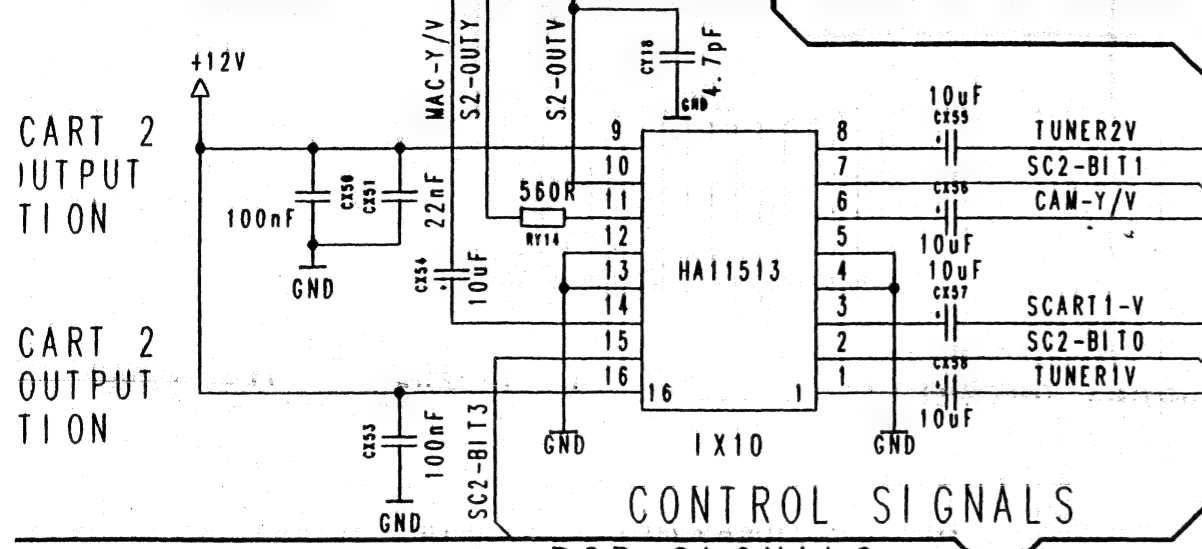 +12V
MAC-Y/V
S2-OUTY
S2-OUTV
CY18
4.7pF
GND
CART 2
UTPUT
TION
100nF
CX50
CX51
22nF
GND
560R
RY14
CX54
10uF
9
10
11
12
13
14
15
16
HA11513
16
1
IX10
8
7
6
5
4
3
2
1
10uF
CX55
TUNER2V
SC2-BIT1
CX56
CAM-Y/V
10uF
10uF
CX57
SCART1-V
SC2-BIT0
CX58
TUNER1V
10uF
CART 2
OUTPUT
TION
CX53
100nF
GND
SC2-BIT3
GND
GND
CONTROL SIGNALS